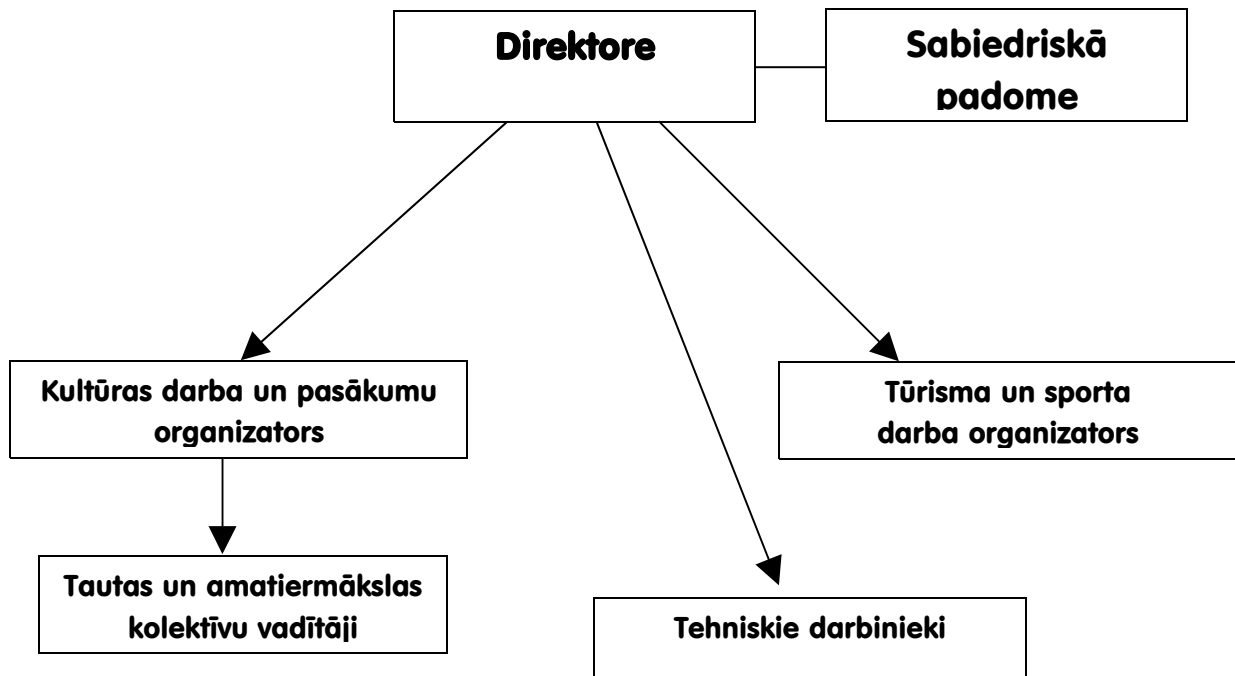 Direktore
Sabiedriskā
padome
Kultūras darba un pasākumu
organizators
Tūrisma un sporta
darba organizators
Tautas un amatiermākslas
kolektīvu vadītāji
Tehniskie darbinieki